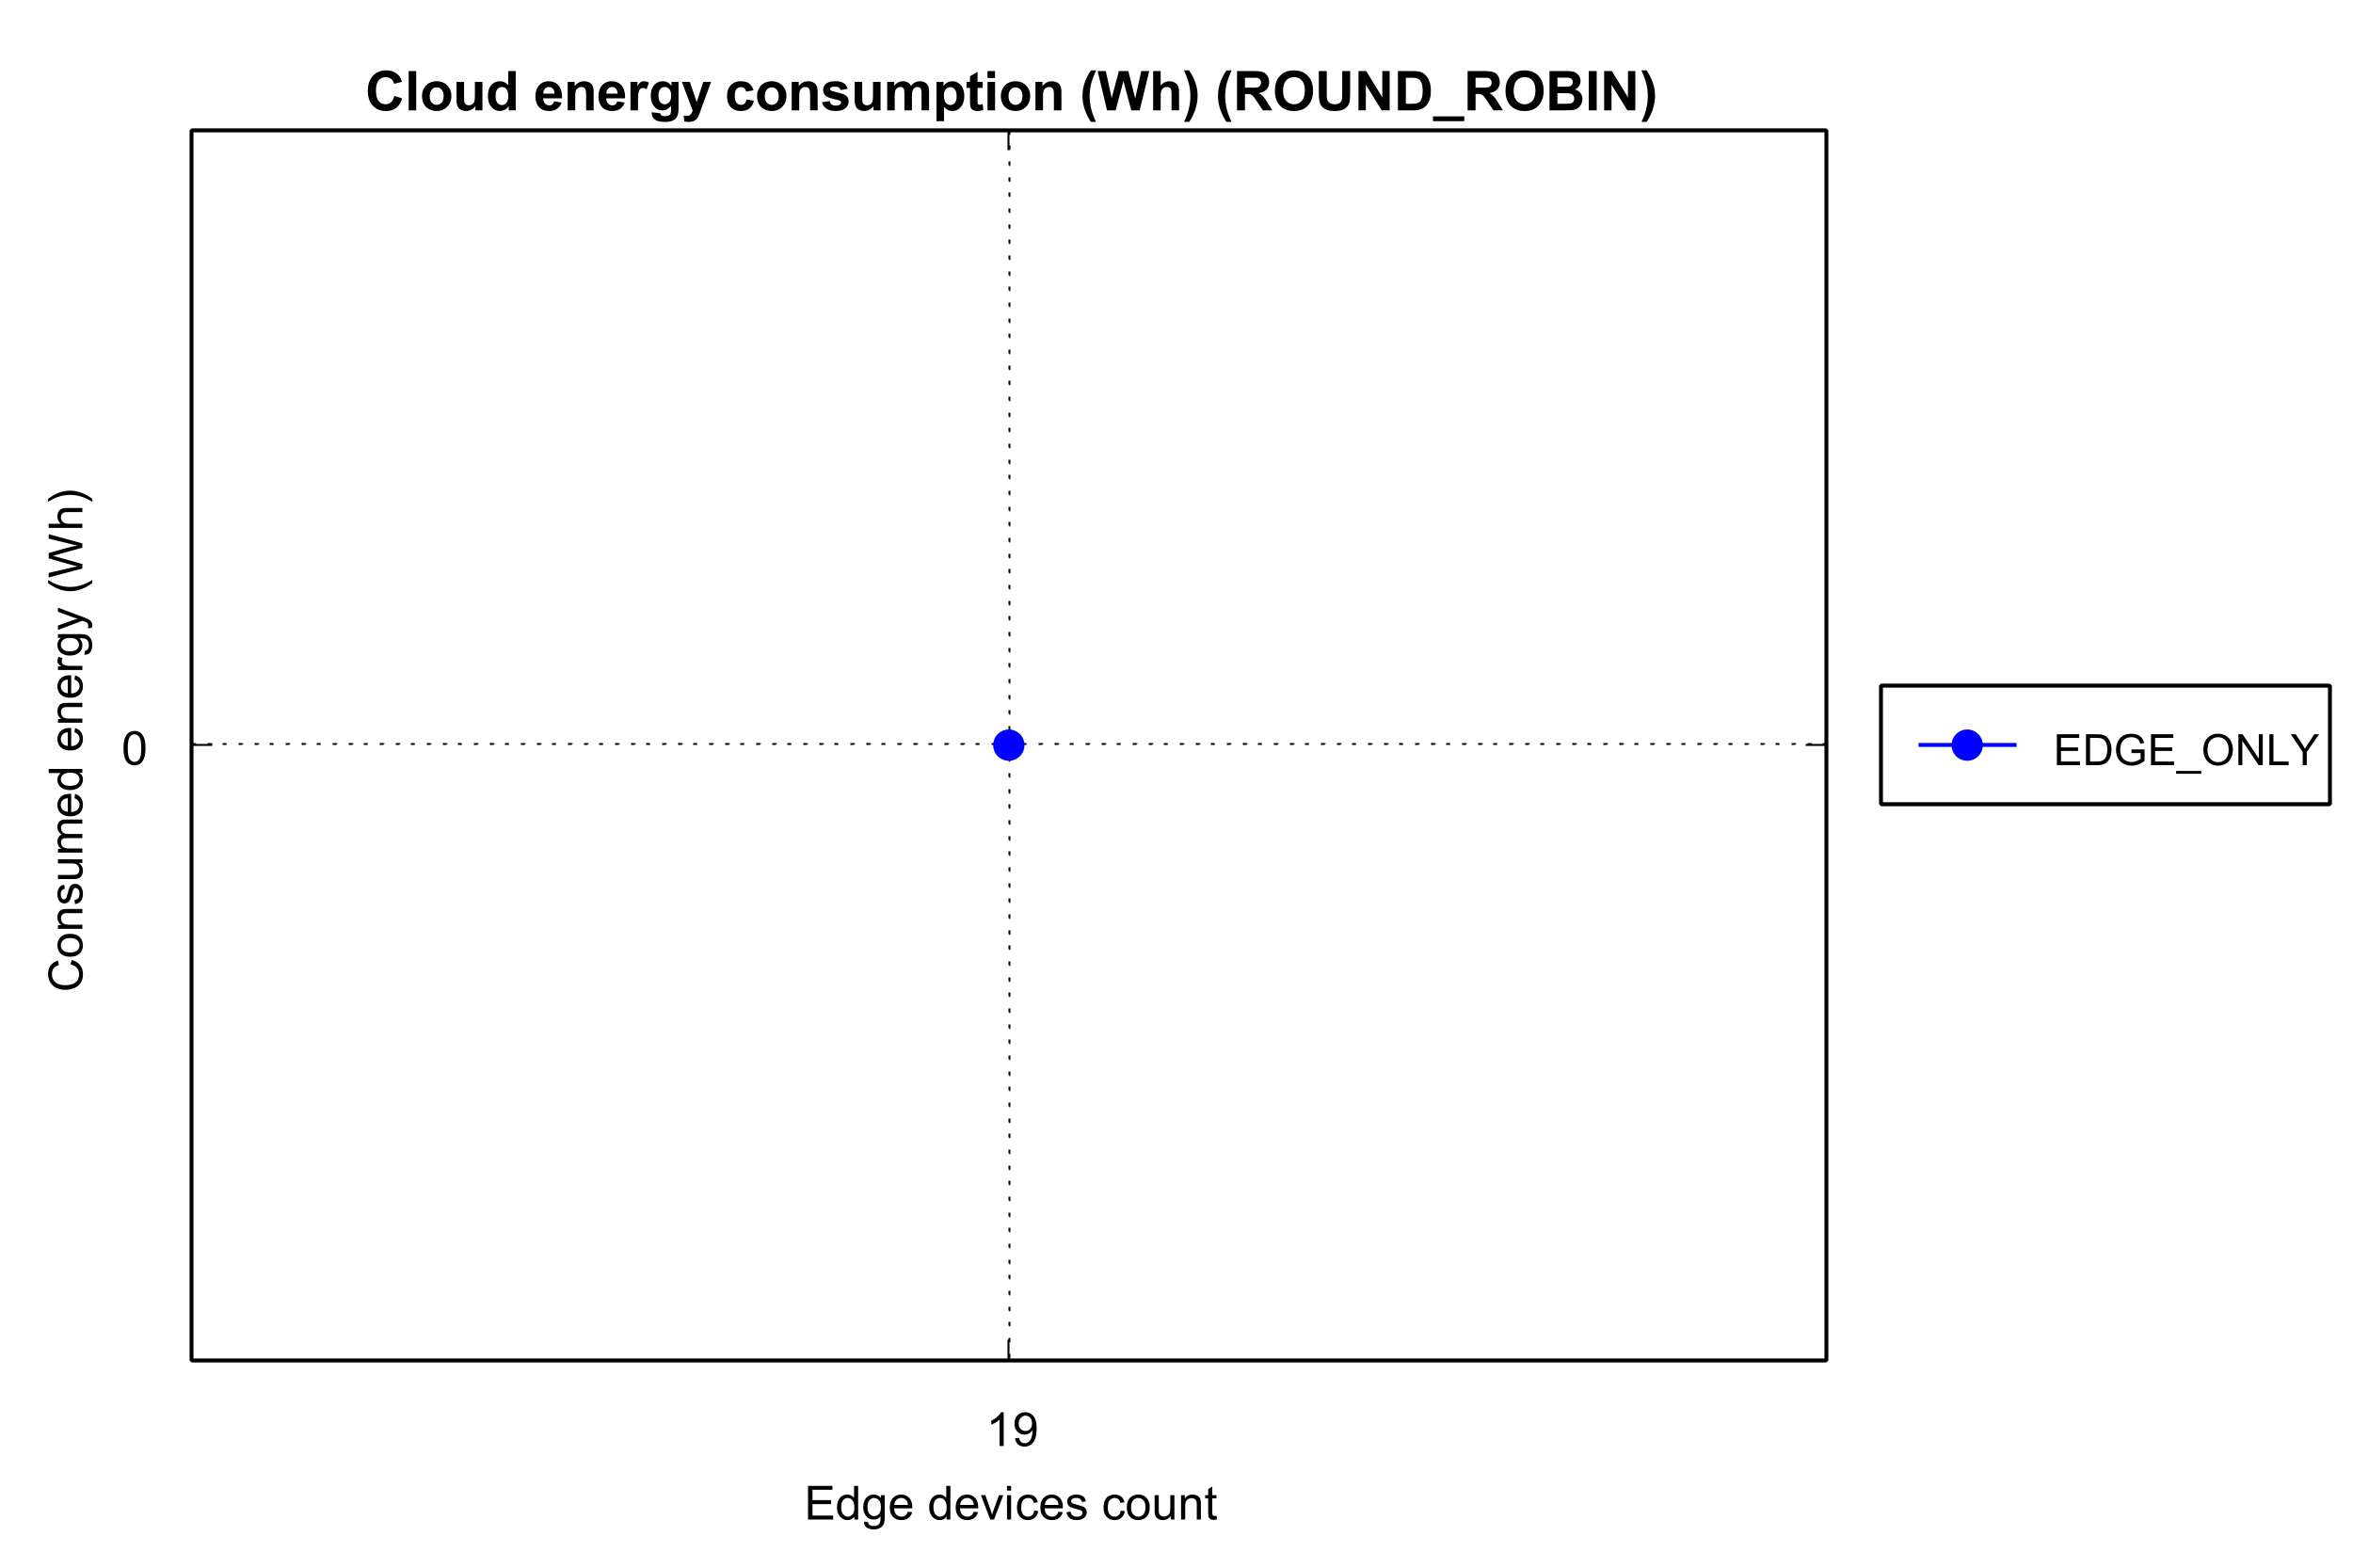 Cloud energy consumption (Wh) (ROUND_ROBIN)
Consumed energy (Wh)
0
EDGE_ONLY
19
Edge devices count